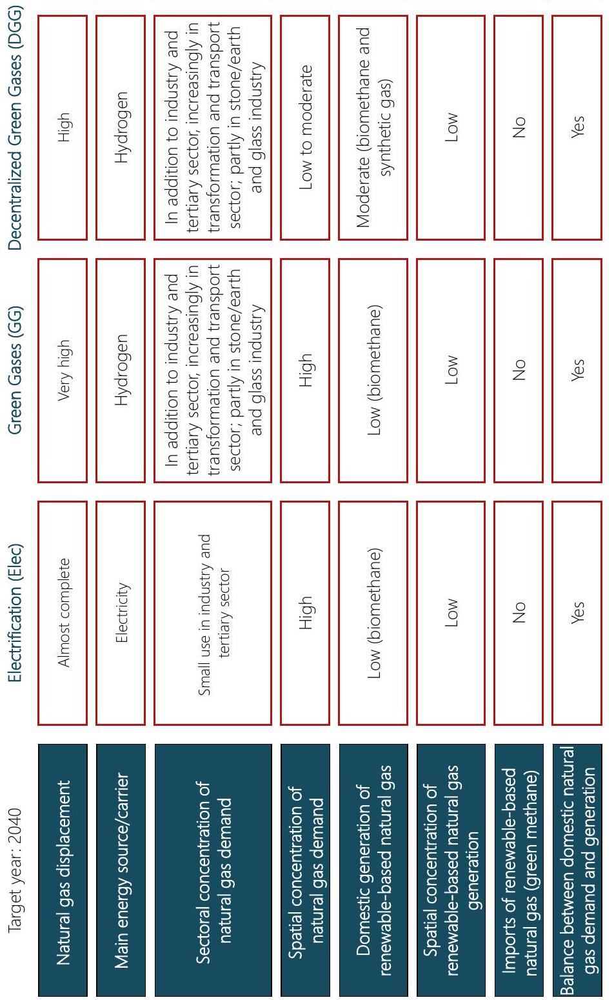 Target year: 2040
Electrification (Elec)
Green Gases (GG)
Decentralized Green Gases (DGG)
Natural gas displacement
Almost complete
Very high
High
Main energy source/carrier
Electricity
Hydrogen
Hydrogen
Sectoral concentration of
natural gas demand
Small use in industry and
tertiary sector
In addition to industry and
tertiary sector, increasingly in
transformation and transport
sector; partly in stone/earth
and glass industry
In addition to industry and
tertiary sector, increasingly in
transformation and transport
sector; partly in stone/earth
and glass industry
Spatial concentration of
natural gas demand
High
High
Low to moderate
Domestic generation of
renewable-based natural gas
Low (biomethane)
Low (biomethane)
Moderate (biomethane and
synthetic gas)
Spatial concentration of
renewable-based natural gas
generation
Low
Low
Low
Imports of renewable-based
natural gas (green methane)
No
No
No
Balance between domestic natural
gas demand and generation
Yes
Yes
Yes